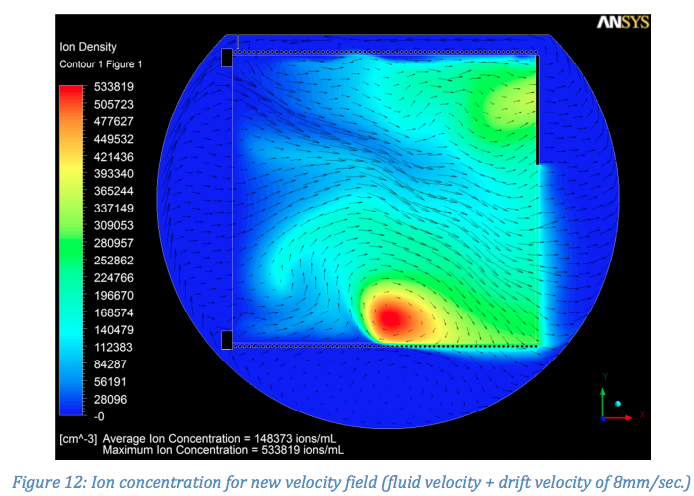 ANSYS
Ion Density
Contour 1 Figure 1
533819
505723
477627
449532
421436
393340
365244
337149
309053
280957
252862
224766
196670
168574
140479
112383
84287
56191
28096
-0
[cm^-3] Average Ion Concentration = 148373 ions/mL
Maximum Ion Concentration = 533819 ions/mL
Y
X
Figure 12: Ion concentration for new velocity field (fluid velocity + drift velocity of 8mm/sec.)